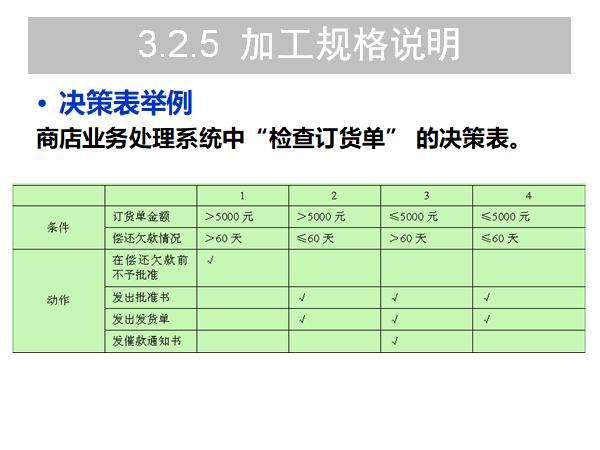 3.2.5 加工规格说明
• 决策表举例
商店业务处理系统中“检查订货单” 的决策表。
1 2 3 4
条件 订货单金额 >5000 元 >5000 元 ≤5000 元 ≤5000 元
偿还欠款情况 >60 天 ≤60 天 >60 天 ≤60 天
动作 在偿还欠款前
不予批准 √
发出批准书 √ √ √
发出发货单 √ √ √
发催款通知书 √